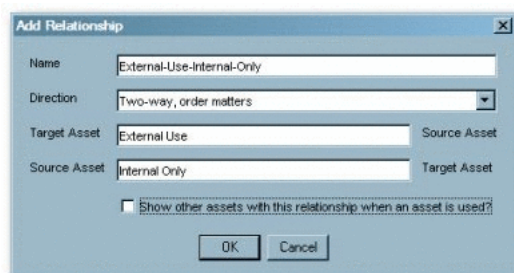 Add Relationship
Name External-Use-Internal-Only
Direction Two-way, order matters
Target Asset External Use Source Asset
Source Asset Internal Only Target Asset
Show other assets with this relationship when an asset is used?
OK Cancel